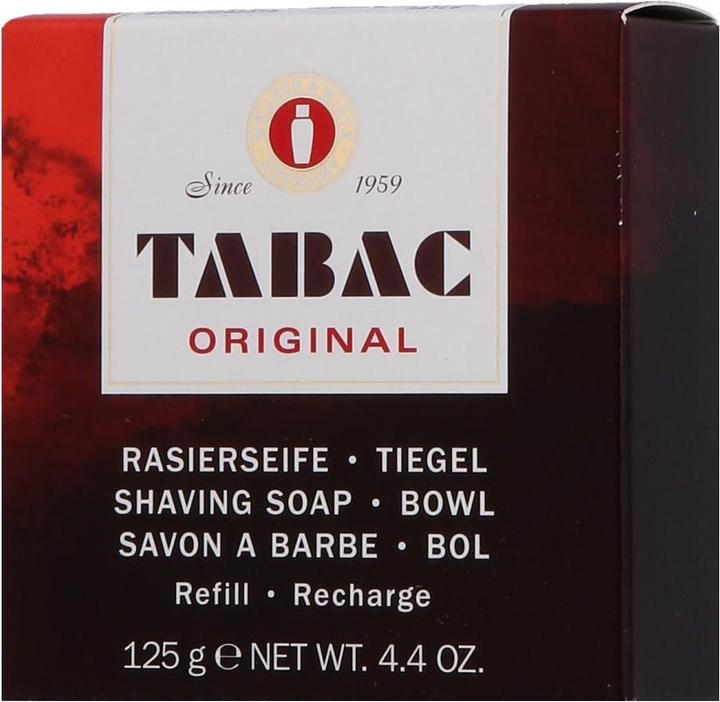 Since 1959
TABAC
ORIGINAL
RASIERSEIFE • TIEGEL
SHAVING SOAP • BOWL
SAVON A BARBE • BOL
Refill • Recharge
125 g ℮ NET WT. 4.4 OZ.